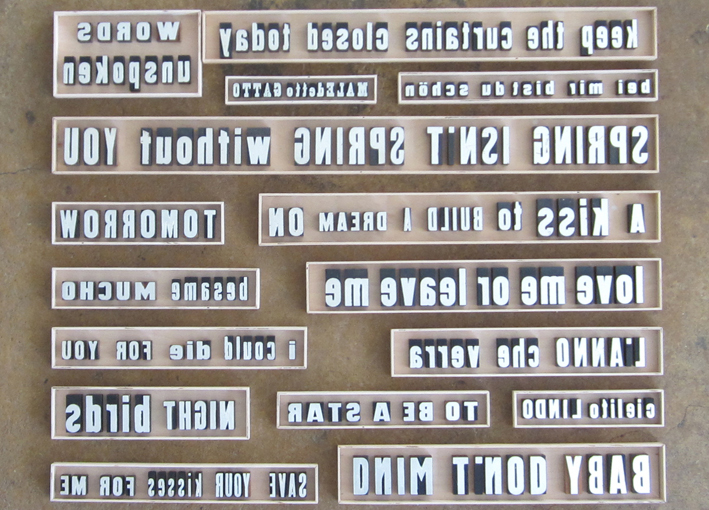 WORDS
unspoken
keep the curtains closed today
MALEdetto GATTO
bei mir bist du schön
SPRING ISN'T SPRING without YOU
TOMORROW
A kiss to BUILD A DREAM ON
besame MUCHO
love me or leave me
i could die FOR YOU
L'ANNO che verra
NIGHT birds
TO BE A STAR
cielito LINDO
SAVE YOUR kisses FOR ME
BABY DON'T MIND